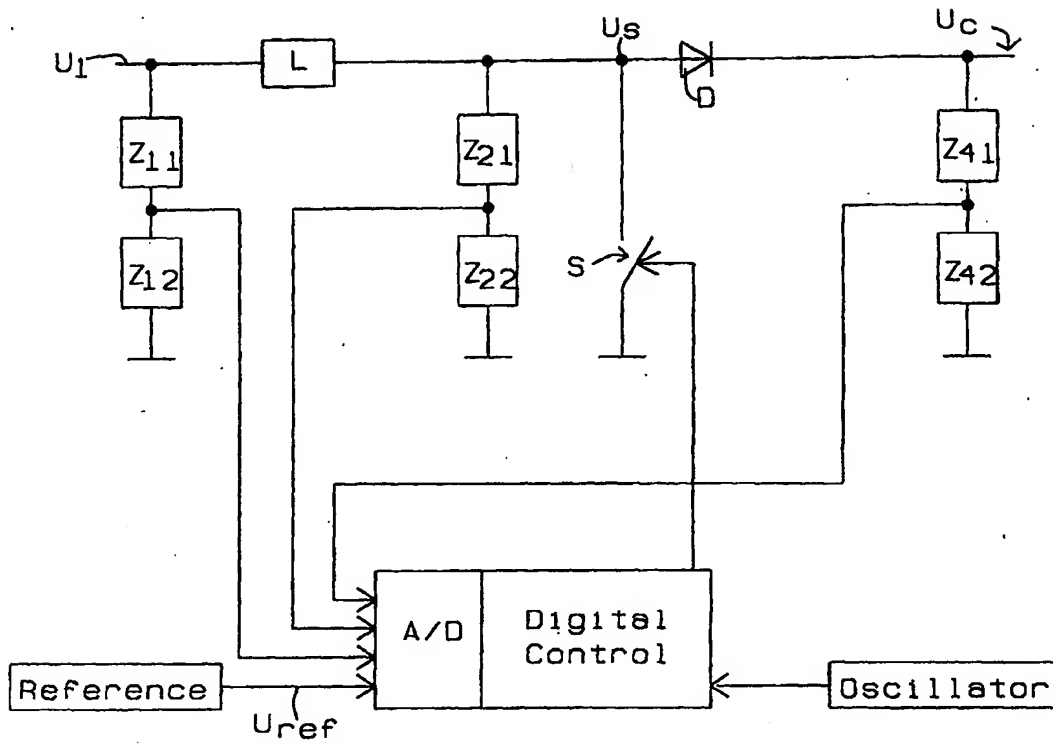 U1
L
Us
D
Uc
Z11
Z21
Z41
Z12
Z22
S
Z42
A/D
Digital
Control
Reference
Uref
Oscillator